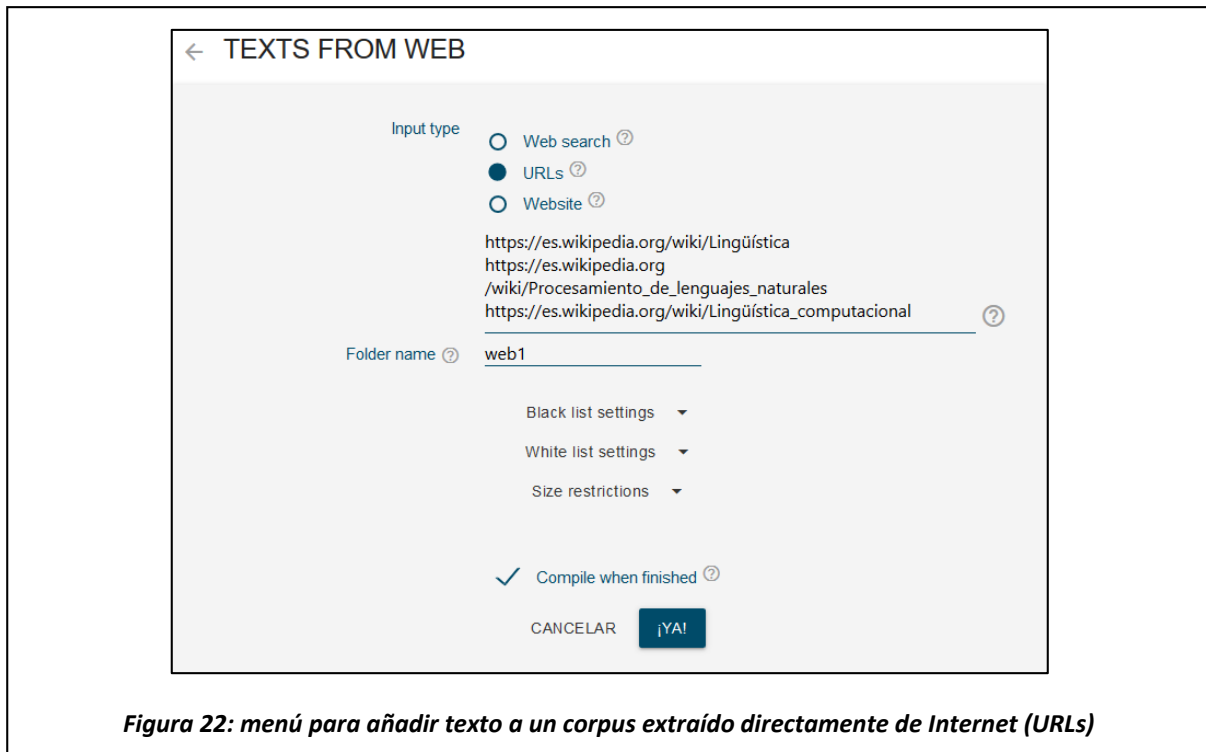 ← TEXTS FROM WEB
Input type
Web search ?
URLs ?
Website ?
https://es.wikipedia.org/wiki/Lingüística
https://es.wikipedia.org
/wiki/Procesamiento_de_lenguajes_naturales
https://es.wikipedia.org/wiki/Lingüística_computacional ?
Folder name ? web1
Black list settings
White list settings
Size restrictions
Compile when finished ?
CANCELAR ¡YA!
Figura 22: menú para añadir texto a un corpus extraído directamente de Internet (URLs)